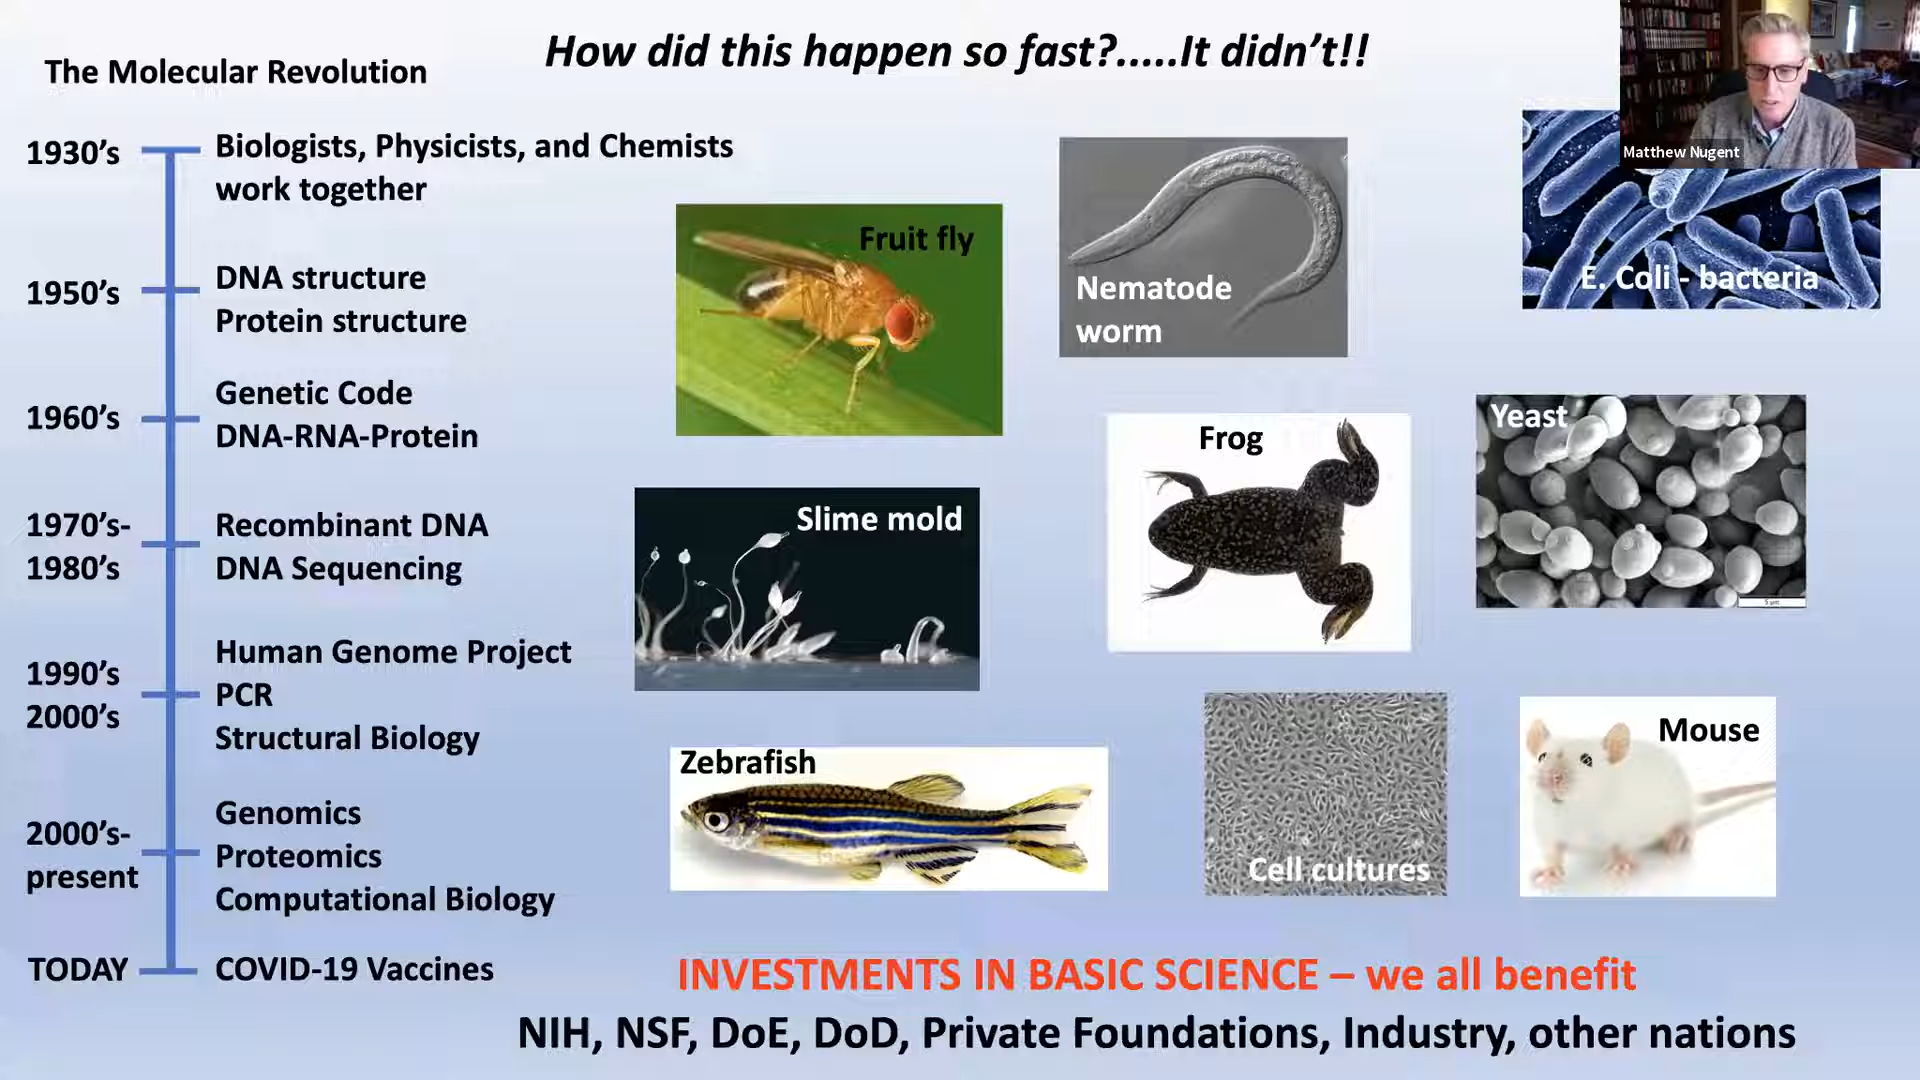 How did this happen so fast?.....It didn't!!
The Molecular Revolution
1930's
Biologists, Physicists, and Chemists
work together
1950's
DNA structure
Protein structure
1960's
Genetic Code
DNA-RNA-Protein
1970's-
1980's
Recombinant DNA
DNA Sequencing
1990's
2000's
Human Genome Project
PCR
Structural Biology
2000's-
present
Genomics
Proteomics
Computational Biology
TODAY
COVID-19 Vaccines
Fruit fly
Nematode
worm
E. Coli - bacteria
Matthew Nugent
Slime mold
Frog
Yeast
5 µm
Zebrafish
Cell cultures
Mouse
INVESTMENTS IN BASIC SCIENCE – we all benefit
NIH, NSF, DoE, DoD, Private Foundations, Industry, other nations